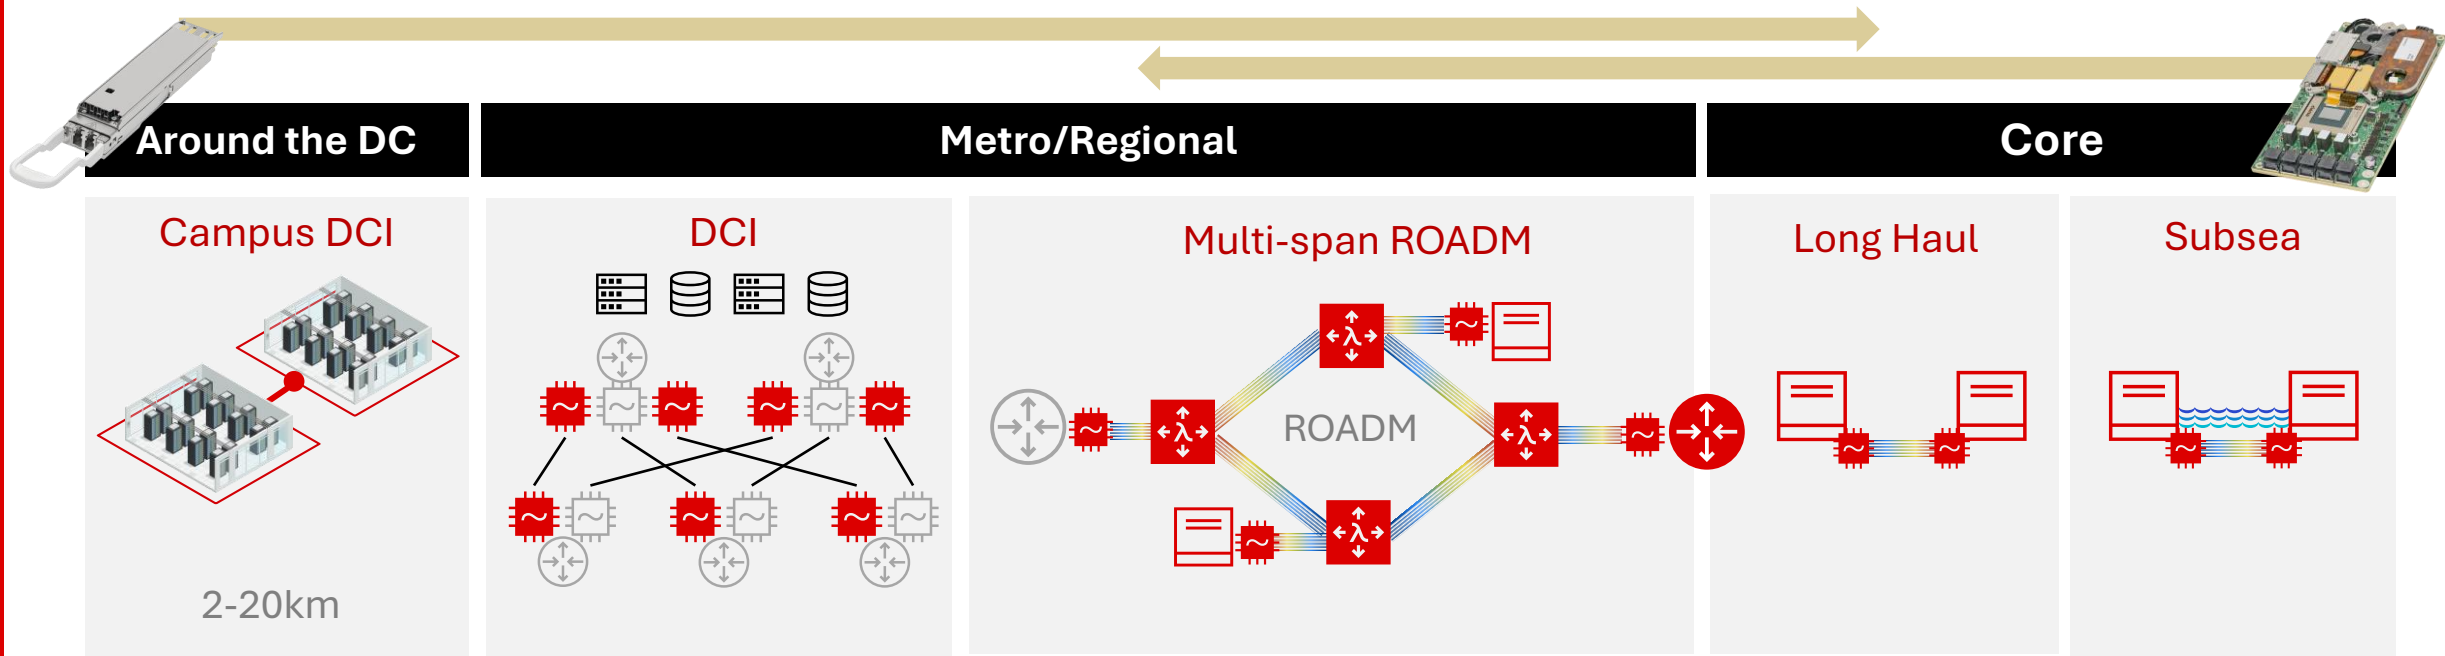 Around the DC
Metro/Regional
Core
Campus DCI
DCI
Multi-span ROADM
Long Haul
Subsea
λ
λ
ROADM
λ
λ
2-20km